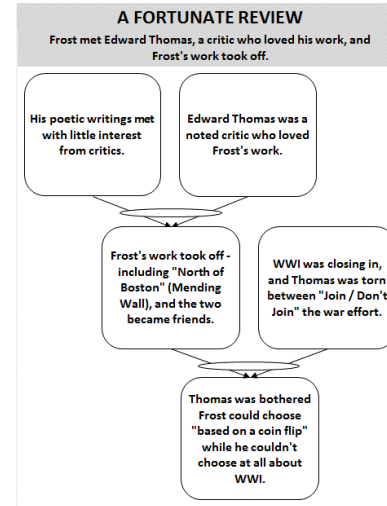 A FORTUNATE REVIEW
Frost met Edward Thomas, a critic who loved his work, and
Frost's work took off.
His poetic writings met
with little interest
from critics.
Edward Thomas was a
noted critic who loved
Frost's work.
Frost's work took off -
including "North of
Boston" (Mending
Wall), and the two
became friends.
WWI was closing in,
and Thomas was torn
between "Join / Don't
Join" the war effort.
Thomas was bothered
Frost could choose
"based on a coin flip"
while he couldn't
choose at all about
WWI.